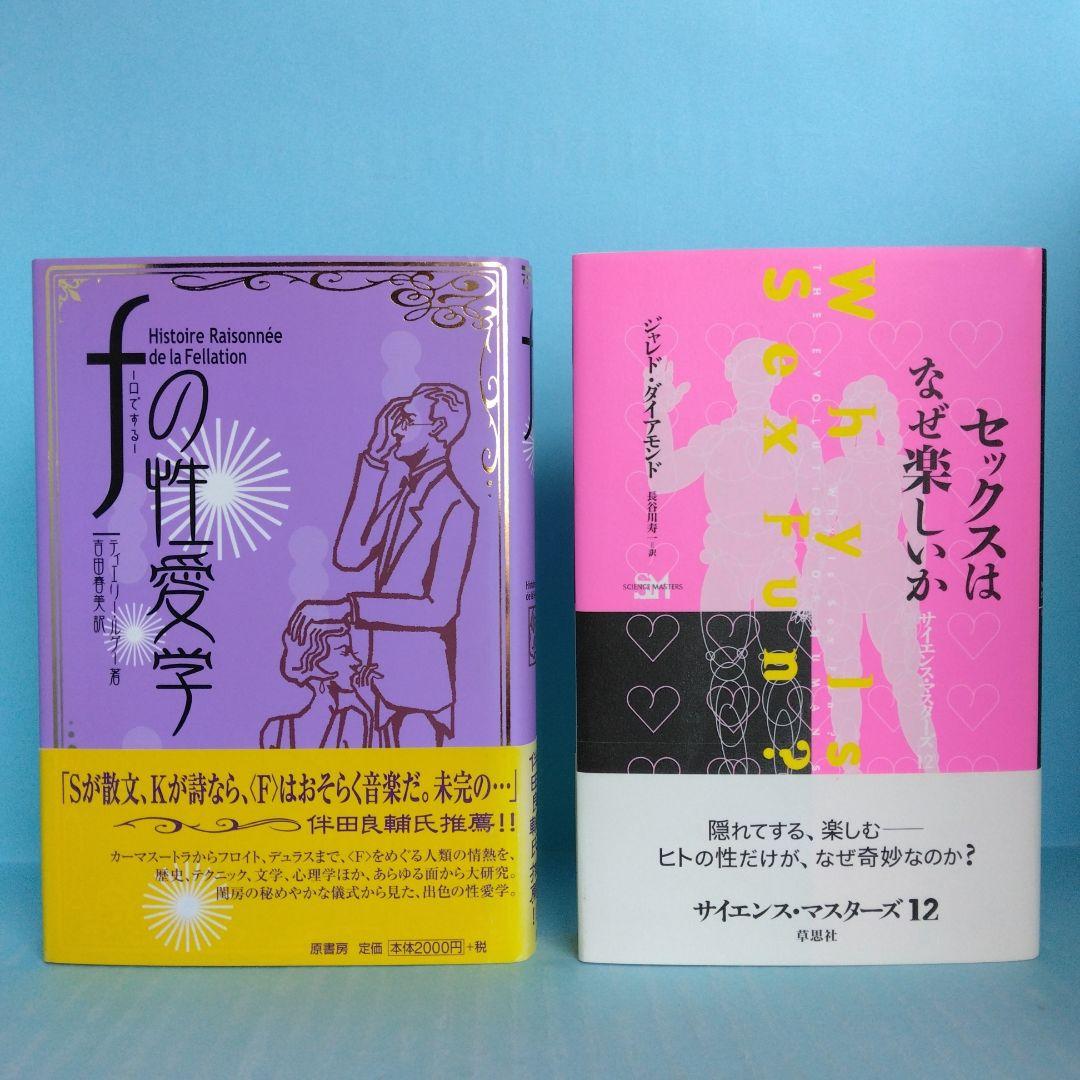 Histoire Raisonnée
de la Fellation
fの性愛学
―口でする―
ティエリー・ルゲー 著
吉田春美 訳
「Sが散文、Kが詩なら、〈F〉はおそらく音楽だ。未完の…」
伴田良輔氏推薦!!
カーマスートラからフロイト、デュラスまで、〈F〉をめぐる人類の情熱を、
歴史、テクニック、文学、心理学ほか、あらゆる面から大研究。
閨房の秘めやかな儀式から見た、出色の性愛学。
原書房 定価 本体2000円+税
セックスは
なぜ楽しいか
Why Is
Sex Fun?
THE EVOLUTION OF HUMAN S
ジャレド・ダイアモンド
長谷川寿一=訳
SCIENCE MASTERS
サイエンス・マスターズ12
隠れてする、楽しむ――
ヒトの性だけが、なぜ奇妙なのか?
サイエンス・マスターズ12
草思社